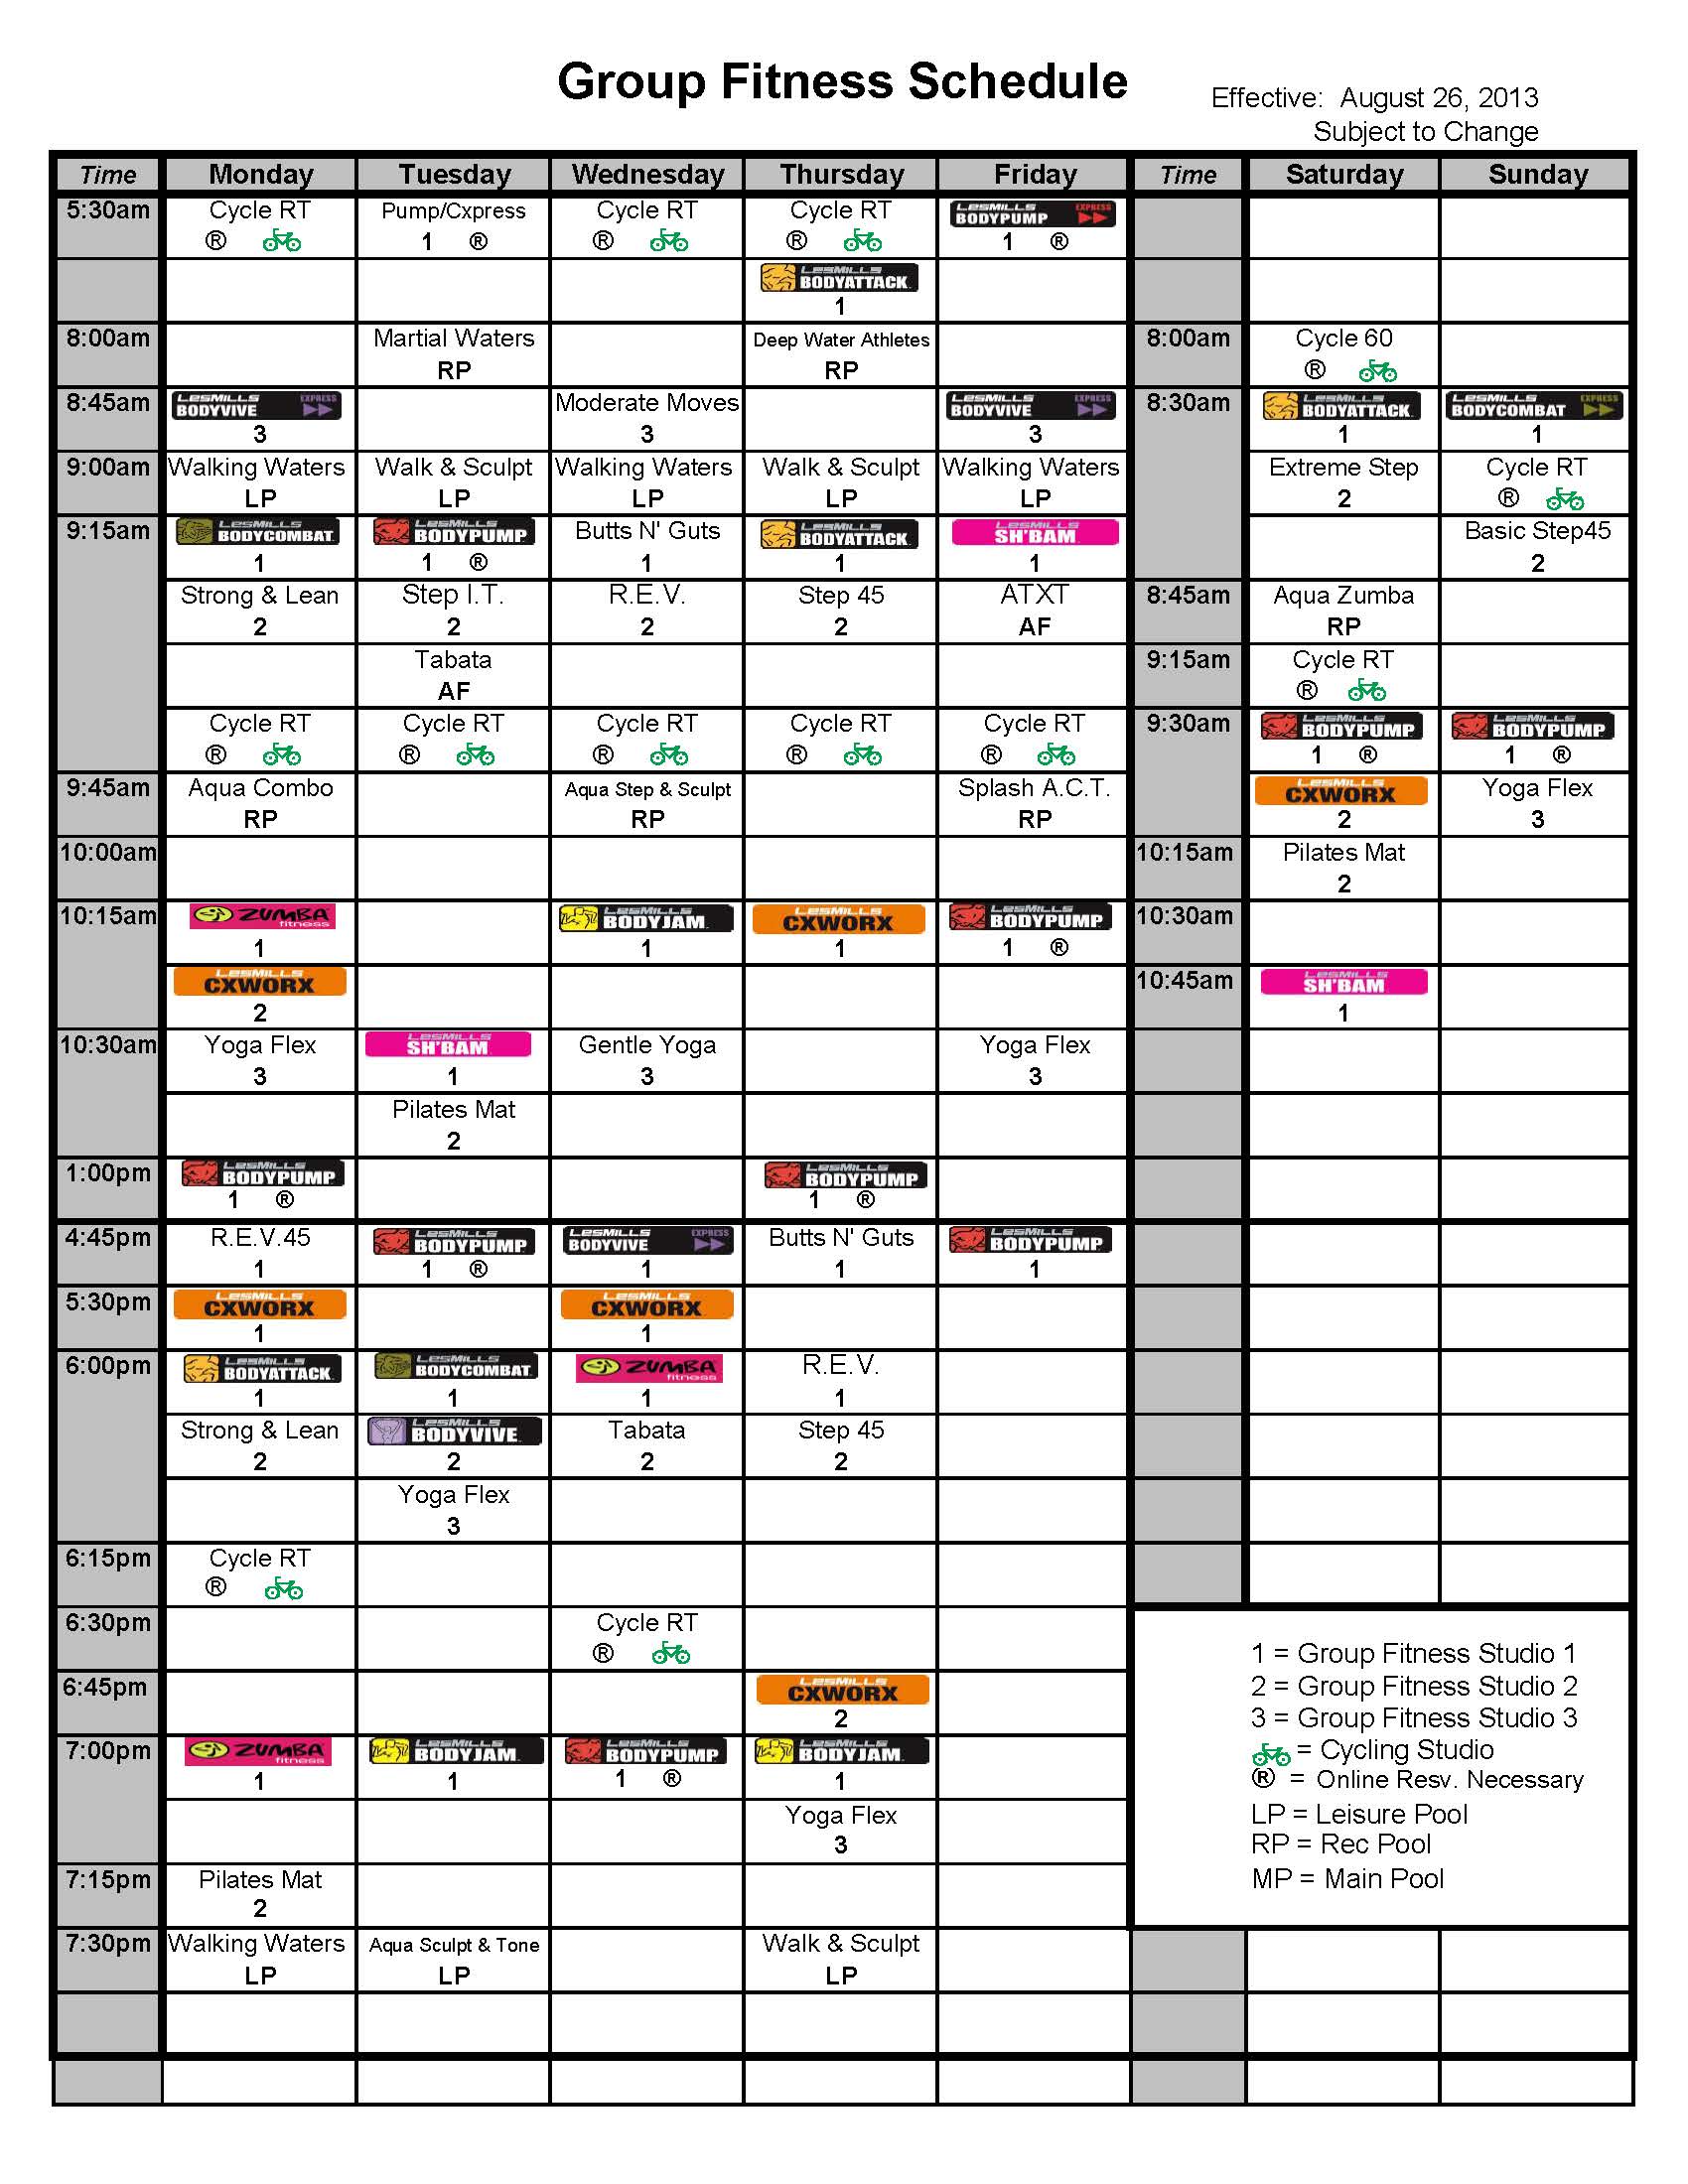 Group Fitness Schedule
Effective: August 26, 2013
Subject to Change
Time Monday Tuesday Wednesday Thursday Friday Time Saturday Sunday
5:30am Cycle RT Pump/Cxpress Cycle RT Cycle RT LesMILLS BODYPUMP EXPRESS
® 1 ® ® ® 1 ®
LesMILLS BODYATTACK
1
8:00am Martial Waters Deep Water Athletes 8:00am Cycle 60
RP RP ®
8:45am LesMILLS BODYVIVE EXPRESS Moderate Moves LesMILLS BODYVIVE EXPRESS 8:30am LesMILLS BODYATTACK LesMILLS BODYCOMBAT EXPRESS
3 3 3 1 1
9:00am Walking Waters Walk & Sculpt Walking Waters Walk & Sculpt Walking Waters Extreme Step Cycle RT
LP LP LP LP LP 2 ®
9:15am LesMILLS BODYCOMBAT LesMILLS BODYPUMP Butts N' Guts LesMILLS BODYATTACK LesMILLS SH'BAM Basic Step45
1 1 ® 1 1 1 2
Strong & Lean Step I.T. R.E.V. Step 45 ATXT 8:45am Aqua Zumba
2 2 2 2 AF RP
Tabata 9:15am Cycle RT
AF ®
Cycle RT Cycle RT Cycle RT Cycle RT Cycle RT 9:30am LesMILLS BODYPUMP LesMILLS BODYPUMP
® ® ® ® ® 1 ® 1 ®
9:45am Aqua Combo Aqua Step & Sculpt Splash A.C.T. LesMILLS CXWORX Yoga Flex
RP RP RP 2 3
10:00am 10:15am Pilates Mat
2
10:15am ZUMBA fitness LesMILLS BODYJAM LesMILLS CXWORX LesMILLS BODYPUMP 10:30am
1 1 1 1 ®
LesMILLS CXWORX 10:45am LesMILLS SH'BAM
2 1
10:30am Yoga Flex LesMILLS SH'BAM Gentle Yoga Yoga Flex
3 1 3 3
Pilates Mat
2
1:00pm LesMILLS BODYPUMP LesMILLS BODYPUMP
1 ® 1 ®
4:45pm R.E.V.45 LesMILLS BODYPUMP LesMILLS BODYVIVE EXPRESS Butts N' Guts LesMILLS BODYPUMP
1 1 ® 1 1 1
5:30pm LesMILLS CXWORX LesMILLS CXWORX
1 1
6:00pm LesMILLS BODYATTACK LesMILLS BODYCOMBAT ZUMBA fitness R.E.V.
1 1 1 1
Strong & Lean LesMILLS BODYVIVE Tabata Step 45
2 2 2 2
Yoga Flex
3
6:15pm Cycle RT
®
6:30pm Cycle RT
®
6:45pm LesMILLS CXWORX
2
7:00pm ZUMBA fitness LesMILLS BODYJAM LesMILLS BODYPUMP LesMILLS BODYJAM
1 1 1 ® 1
Yoga Flex
3
7:15pm Pilates Mat
2
7:30pm Walking Waters Aqua Sculpt & Tone Walk & Sculpt
LP LP LP
1 = Group Fitness Studio 1
2 = Group Fitness Studio 2
3 = Group Fitness Studio 3
= Cycling Studio
® = Online Resv. Necessary
LP = Leisure Pool
RP = Rec Pool
MP = Main Pool